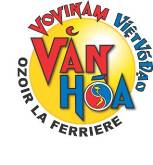 VOVINAM VIETVODAO
VĂN
HÓA
OZOIR LA FERRIERE